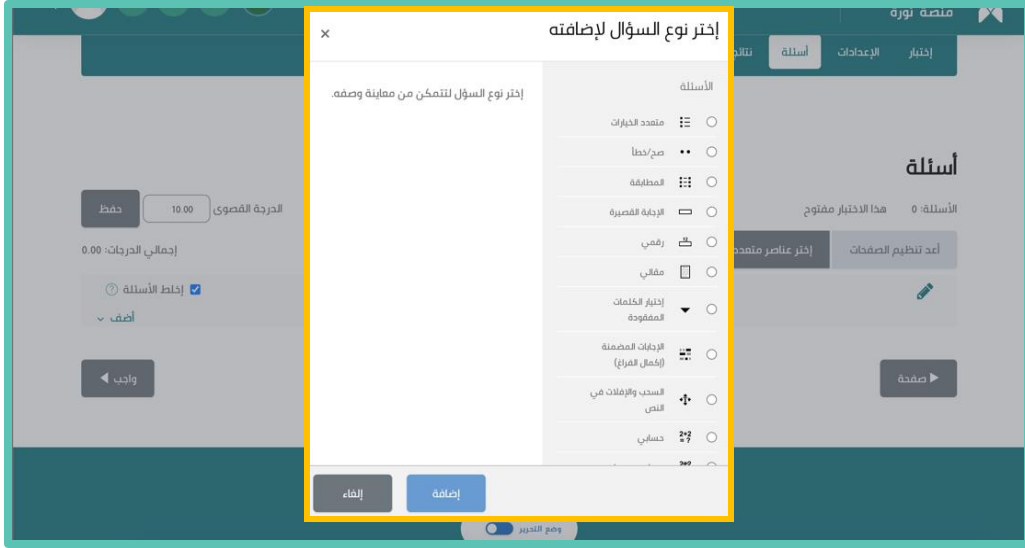 منصة نورة
إختبار
الإعدادات
أسئلة
إختر نوع السؤال لإضافته
×
الأسئلة
متعدد الخيارات
صح/خطأ
المطابقة
الإجابة القصيرة
رقمي
مقالي
إختيار الكلمات
المفقودة
الإجابات المضمنة
(إكمال الفراغ)
السحب والإفلات في
النص
حسابي
إختر نوع السؤل لتتمكن من معاينة وصفه.
إضافة
إلغاء
أسئلة
الأسئلة: 0
هذا الاختبار مفتوح
الدرجة القصوى
10.00
حفظ
أعد تنظيم الصفحات
إختر عناصر
إجمالي الدرجات: 0.00
إخلط الأسئلة
أضف
صفحة
واجب
وضع التحرير